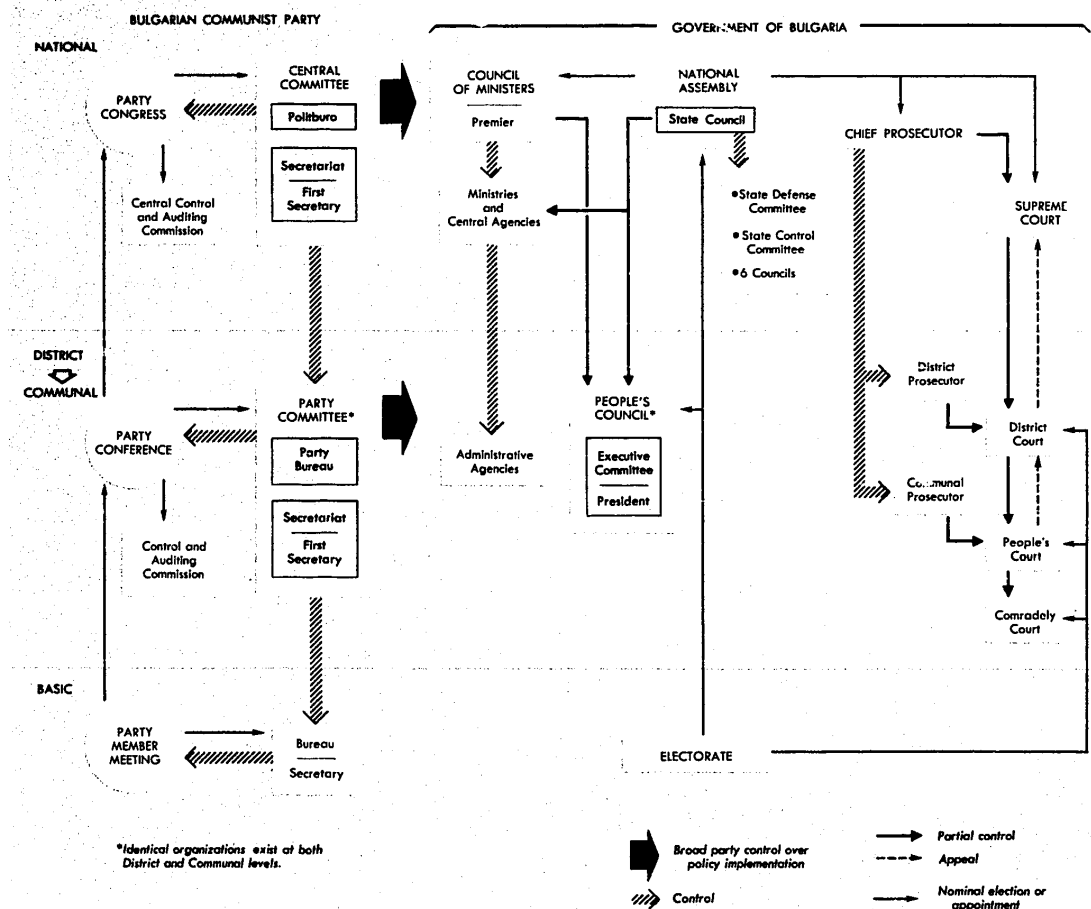 BULGARIAN COMMUNIST PARTY
GOVERNMENT OF BULGARIA
NATIONAL
PARTY
CONGRESS
CENTRAL
COMMITTEE
Politburo
Secretariat
First
Secretary
Central Control
and Auditing
Commission
COUNCIL
OF MINISTERS
Premier
Ministries
and
Central Agencies
NATIONAL
ASSEMBLY
State Council
•State Defense
Committee
•State Control
Committee
•6 Councils
CHIEF PROSECUTOR
SUPREME
COURT
DISTRICT
COMMUNAL
PARTY
CONFERENCE
PARTY
COMMITTEE*
Party
Bureau
Secretariat
First
Secretary
Control and
Auditing
Commission
Administrative
Agencies
PEOPLE'S
COUNCIL*
Executive
Committee
President
District
Prosecutor
District
Court
Communal
Prosecutor
People's
Court
Comradely
Court
BASIC
PARTY
MEMBER
MEETING
Bureau
Secretary
ELECTORATE
*Identical organizations exist at both
District and Communal levels.
Broad party control over
policy implementation
Control
Partial control
Appeal
Nominal election or
appointment